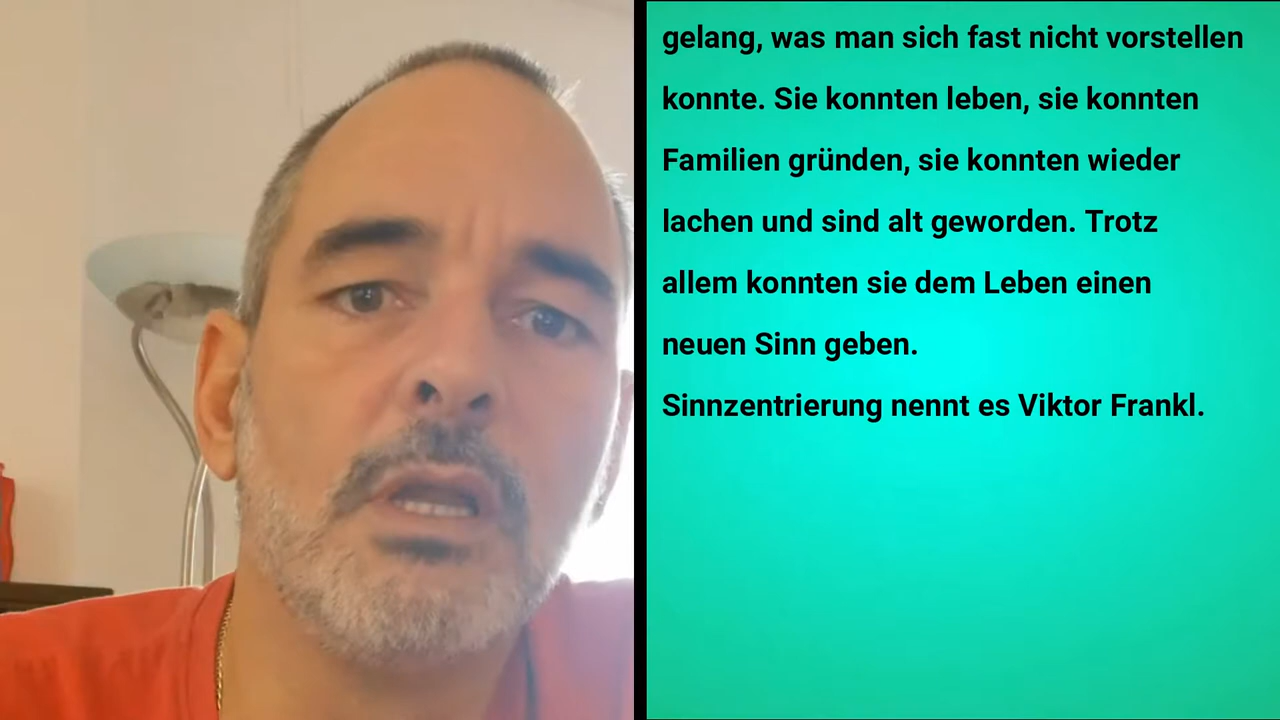 gelang, was man sich fast nicht vorstellen
konnte. Sie konnten leben, sie konnten
Familien gründen, sie konnten wieder
lachen und sind alt geworden. Trotz
allem konnten sie dem Leben einen
neuen Sinn geben.
Sinnzentrierung nennt es Viktor Frankl.